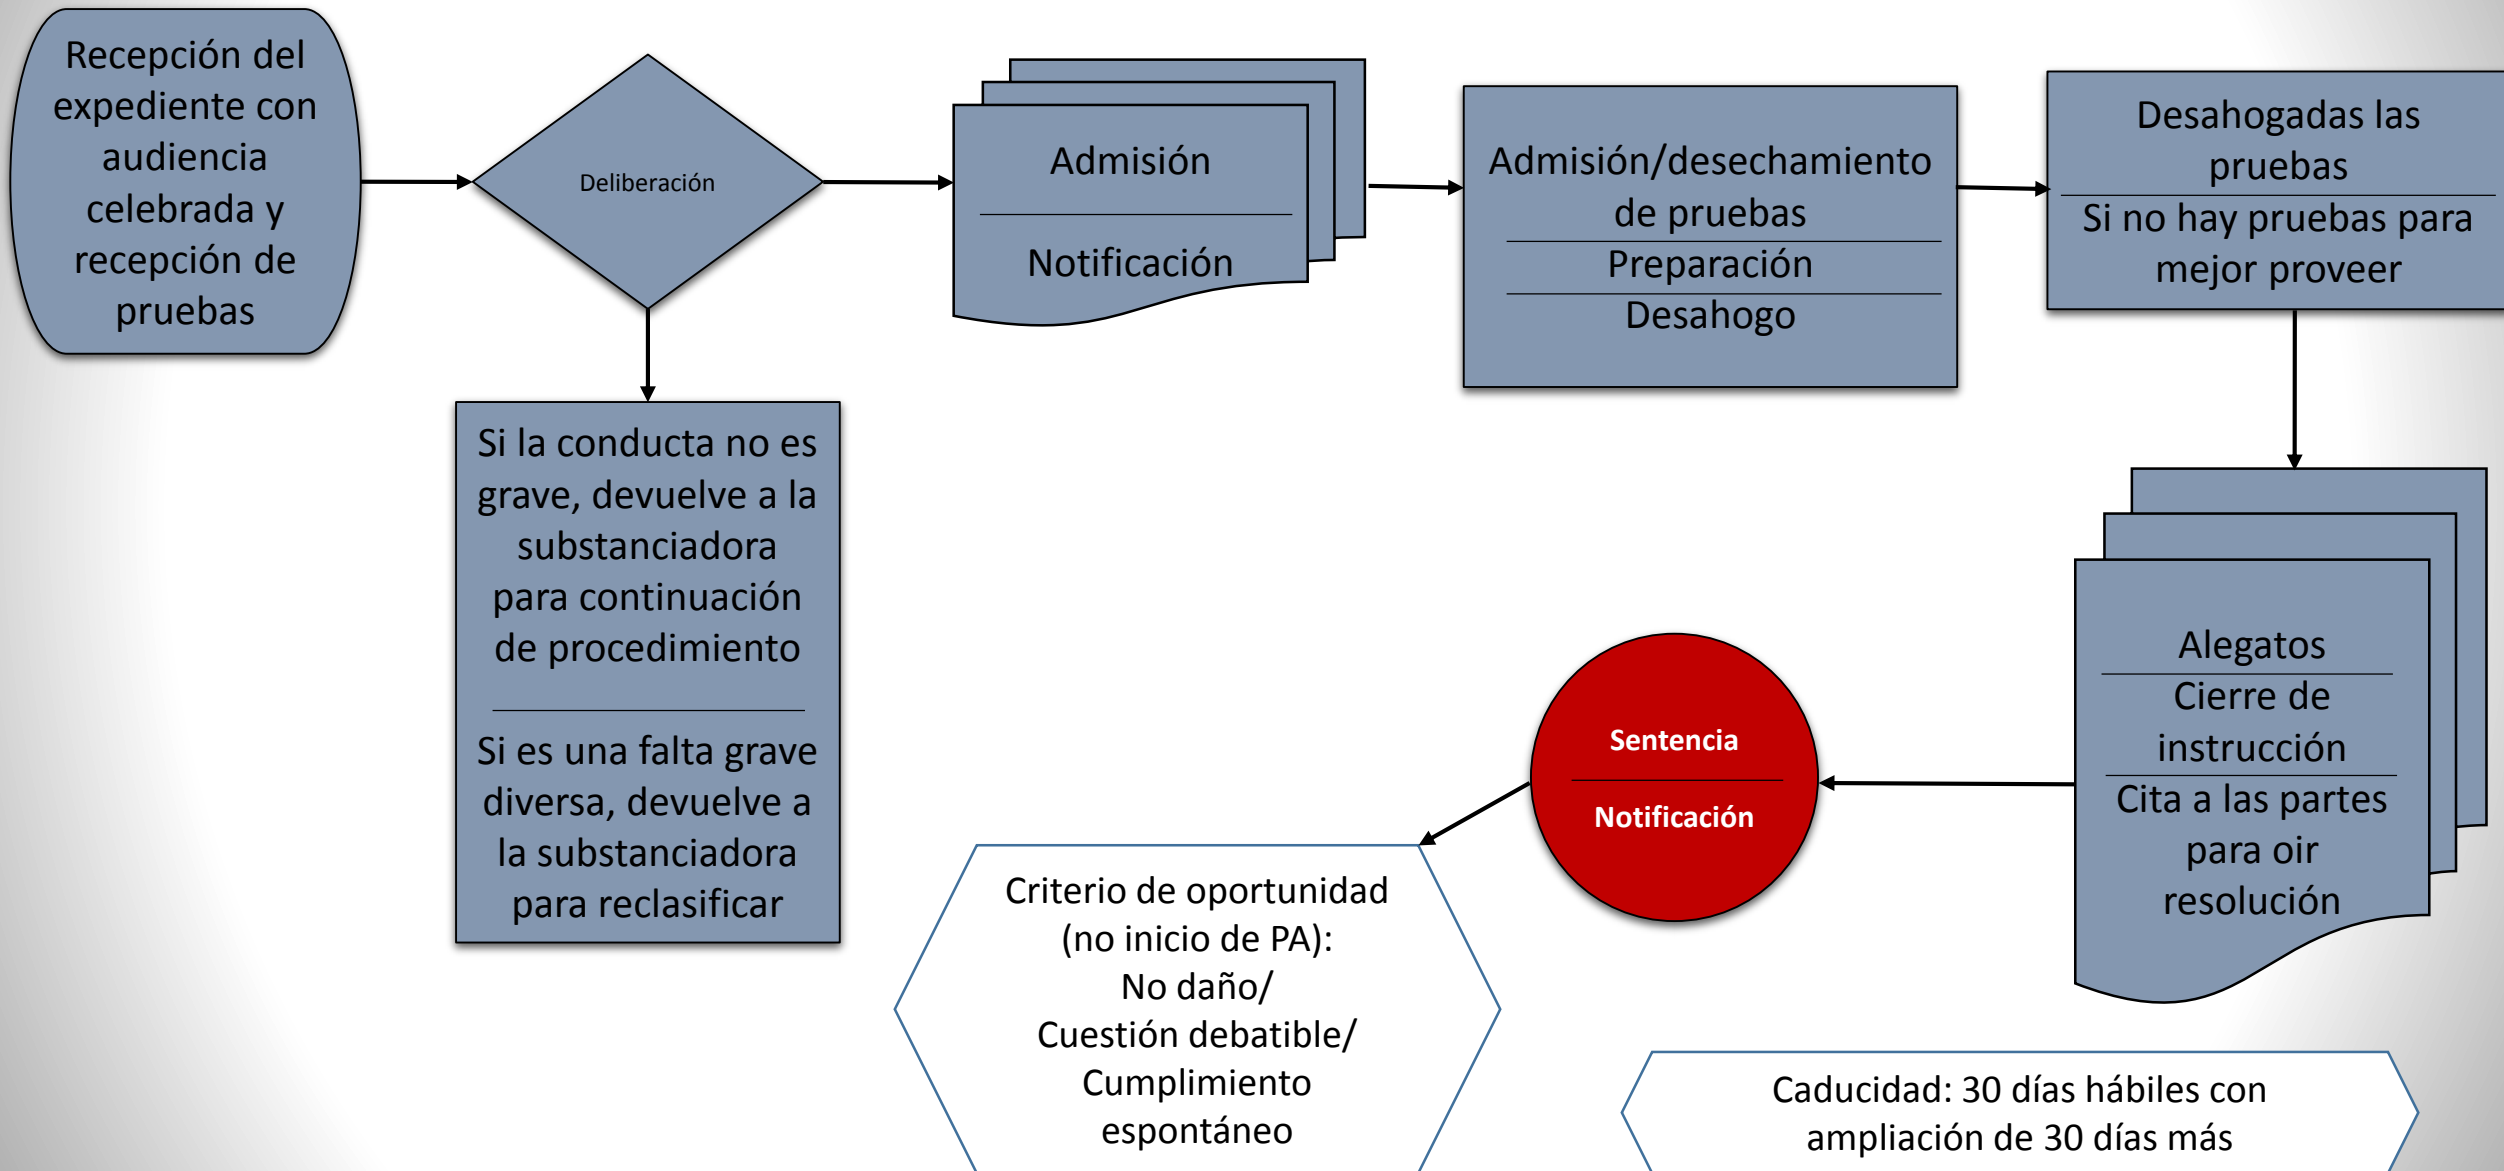 Recepción del
expediente con
audiencia
celebrada y
recepción de
pruebas
Deliberación
Admisión
Notificación
Admisión/desechamiento
de pruebas
Preparación
Desahogo
Desahogadas las
pruebas
Si no hay pruebas para
mejor proveer
Si la conducta no es
grave, devuelve a la
substanciadora
para continuación
de procedimiento
Si es una falta grave
diversa, devuelve a
la substanciadora
para reclasificar
Alegatos
Cierre de
instrucción
Cita a las partes
para oir
resolución
Sentencia
Notificación
Criterio de oportunidad
(no inicio de PA):
No daño/
Cuestión debatible/
Cumplimiento
espontáneo
Caducidad: 30 días hábiles con
ampliación de 30 días más